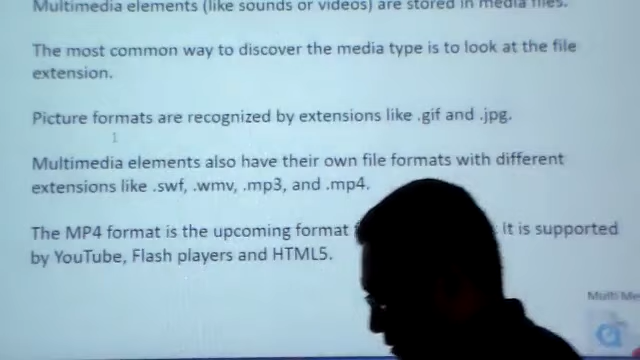 Multimedia elements (like sounds or videos) are stored in media files.
The most common way to discover the media type is to look at the file
extension.
Picture formats are recognized by extensions like .gif and .jpg.
Multimedia elements also have their own file formats with different
extensions like .swf, .wmv, .mp3, and .mp4.
The MP4 format is the upcoming format it is supported
by YouTube, Flash players and HTML5.
Multi Me